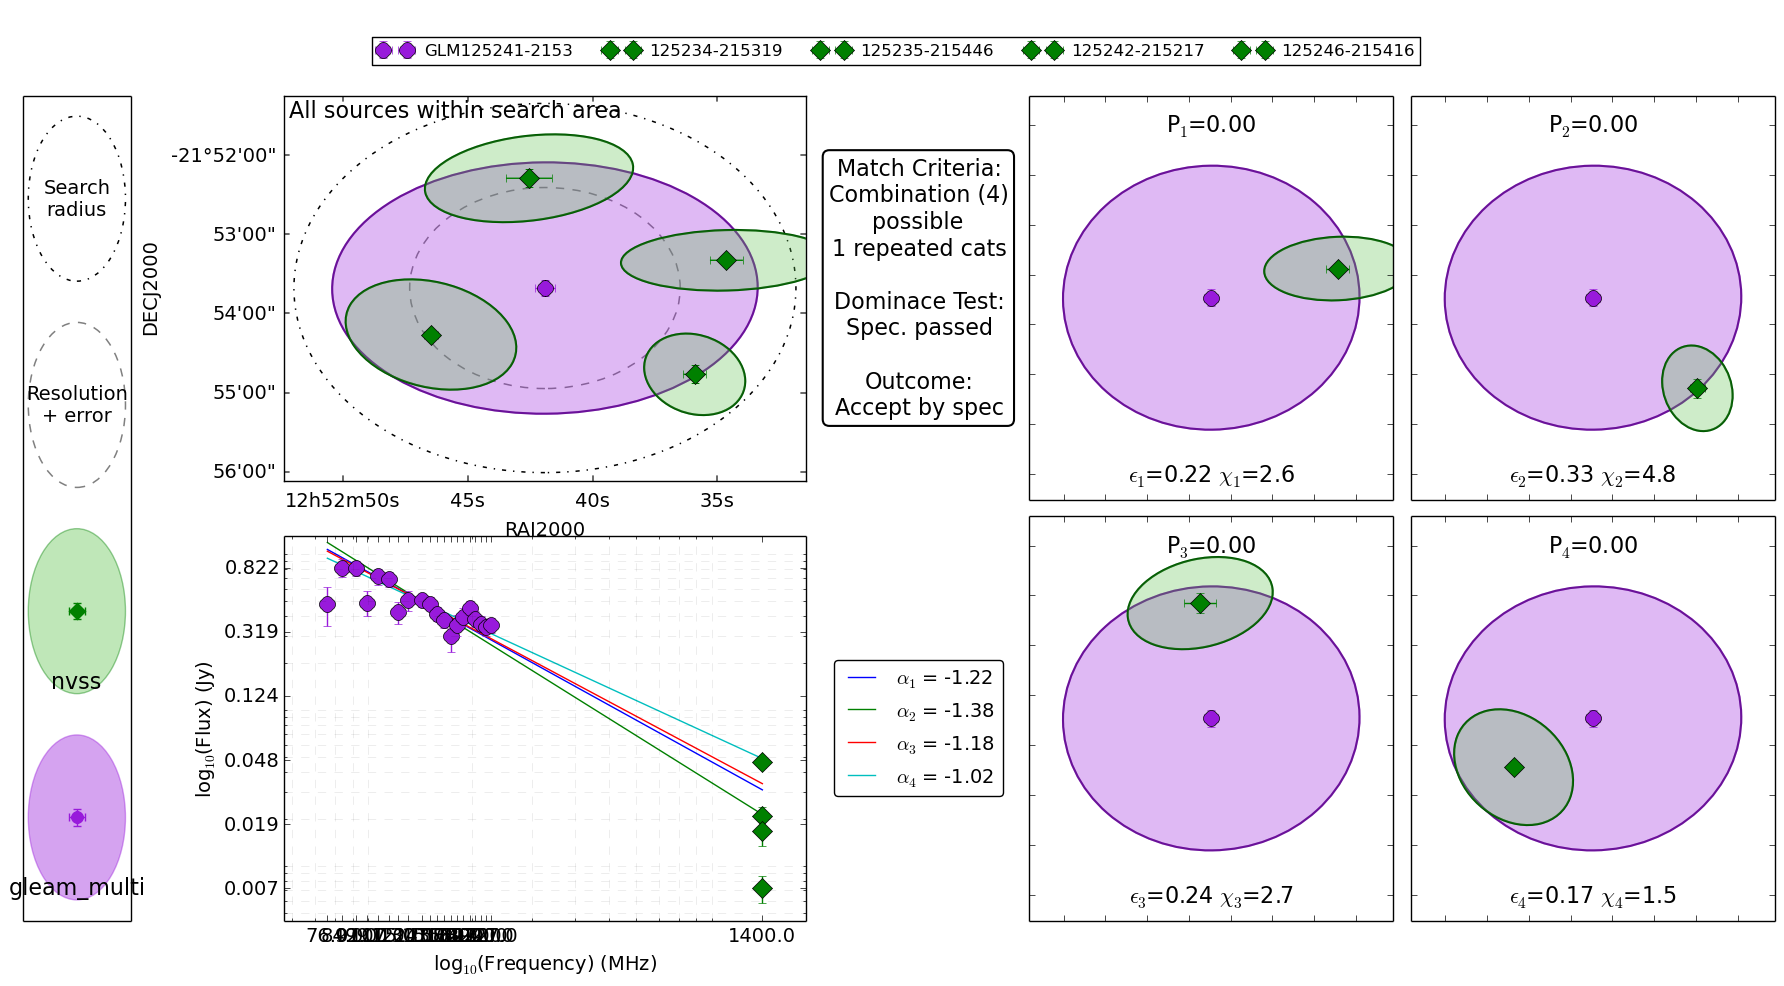 GLM125241-2153 125234-215319 125235-215446 125242-215217 125246-215416
Search
radius
Resolution
+ error
nvss
gleam_multi
All sources within search area
DECJ2000
-21°52'00"
53'00"
54'00"
55'00"
56'00"
12h52m50s 45s 40s 35s
RAJ2000
Match Criteria:
Combination (4)
possible
1 repeated cats
Dominace Test:
Spec. passed
Outcome:
Accept by spec
P1=0.00
ϵ1=0.22 χ1=2.6
P2=0.00
ϵ2=0.33 χ2=4.8
P3=0.00
ϵ3=0.24 χ3=2.7
P4=0.00
ϵ4=0.17 χ4=1.5
log10(Flux) (Jy)
0.822
0.319
0.124
0.048
0.019
0.007
1400.0
log10(Frequency) (MHz)
α1 = -1.22
α2 = -1.38
α3 = -1.18
α4 = -1.02